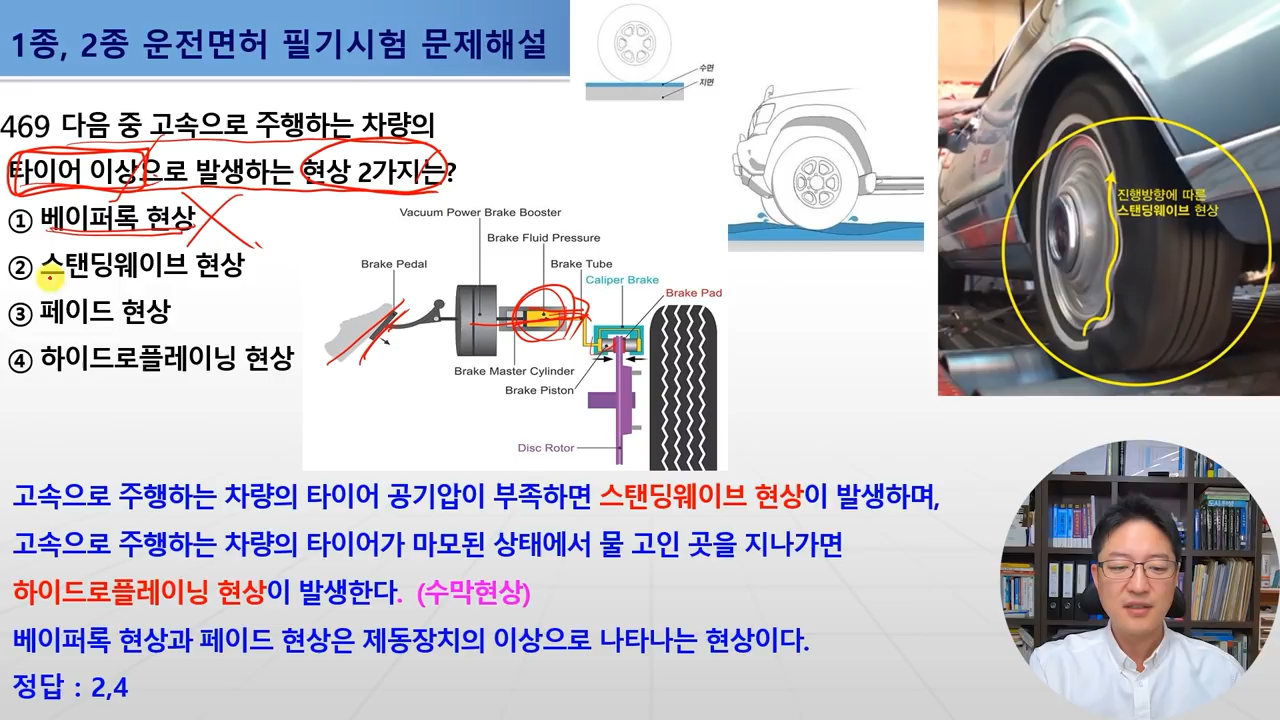 1종, 2종 운전면허 필기시험 문제해설
469 다음 중 고속으로 주행하는 차량의
타이어 이상으로 발생하는 현상 2가지는?
① 베이퍼록 현상
② 스탠딩웨이브 현상
③ 페이드 현상
④ 하이드로플레이닝 현상
수면
지면
진행방향에 따른
스탠딩웨이브 현상
Vacuum Power Brake Booster
Brake Fluid Pressure
Brake Pedal
Brake Tube
Caliper Brake
Brake Pad
Brake Master Cylinder
Brake Piston
Disc Rotor
고속으로 주행하는 차량의 타이어 공기압이 부족하면 스탠딩웨이브 현상이 발생하며,
고속으로 주행하는 차량의 타이어가 마모된 상태에서 물 고인 곳을 지나가면
하이드로플레이닝 현상이 발생한다. (수막현상)
베이퍼록 현상과 페이드 현상은 제동장치의 이상으로 나타나는 현상이다.
정답 : 2,4